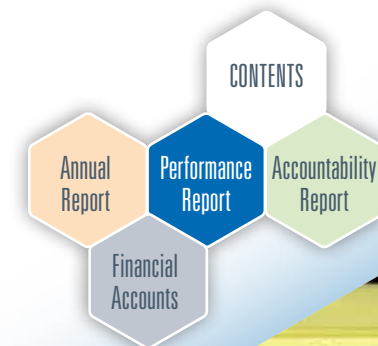 CONTENTS
Annual
Report
Performance
Report
Accountability
Report
Financial
Accounts